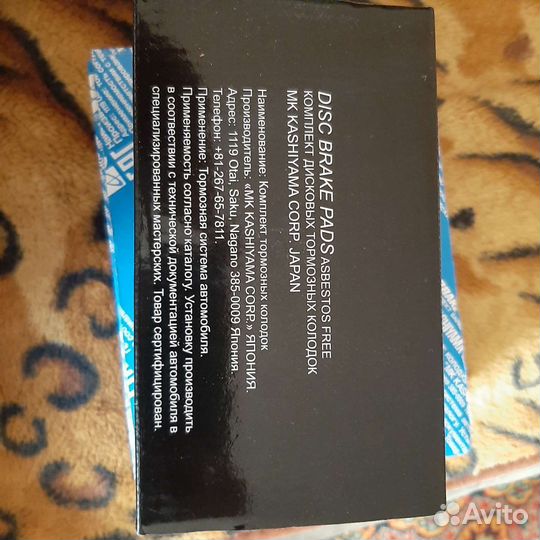 DISC BRAKE PADS ASBESTOS FREE
КОМПЛЕКТ ДИСКОВЫХ ТОРМОЗНЫХ КОЛОДОК
MK KASHIYAMA CORP. JAPAN
Наименование: Комплект тормозных колодок
Производитель: «MK KASHIYAMA CORP.» ЯПОНИЯ.
Адрес: 1119 Otai, Saku, Nagano 385-0009 Япония.
Телефон: +81-267-65-7811.
Применение: Тормозная система автомобиля.
Применяемость согласно каталогу. Установку производить
в соответствии с технической документацией автомобиля в
специализированных мастерских. Товар сертифицирован.
Avito